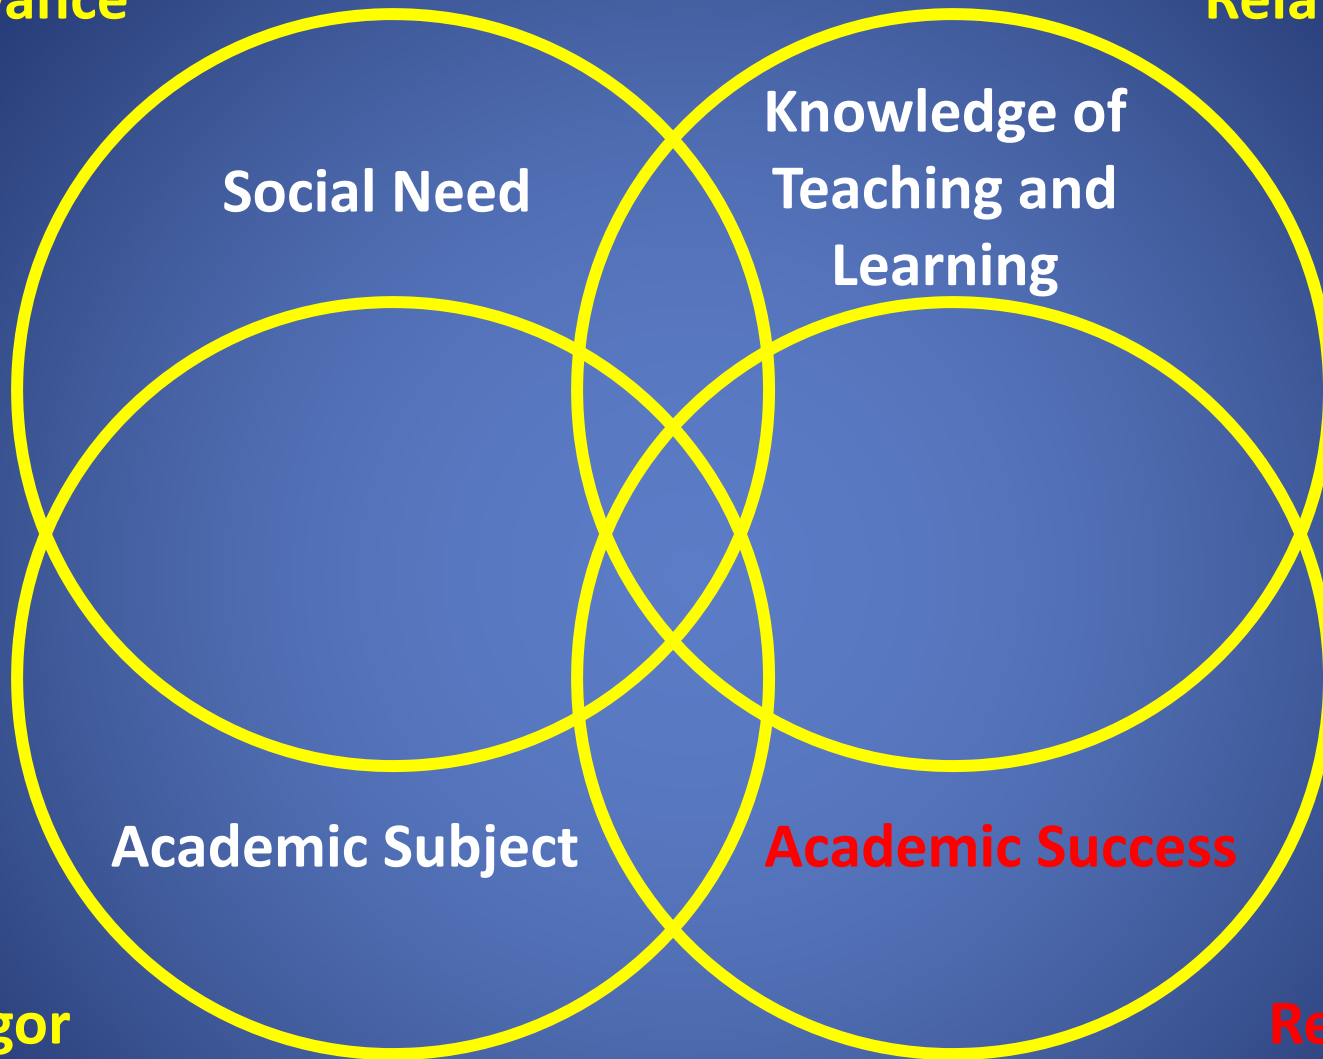 Knowledge of
Teaching and
Learning
Social Need
Academic Subject
Academic Success